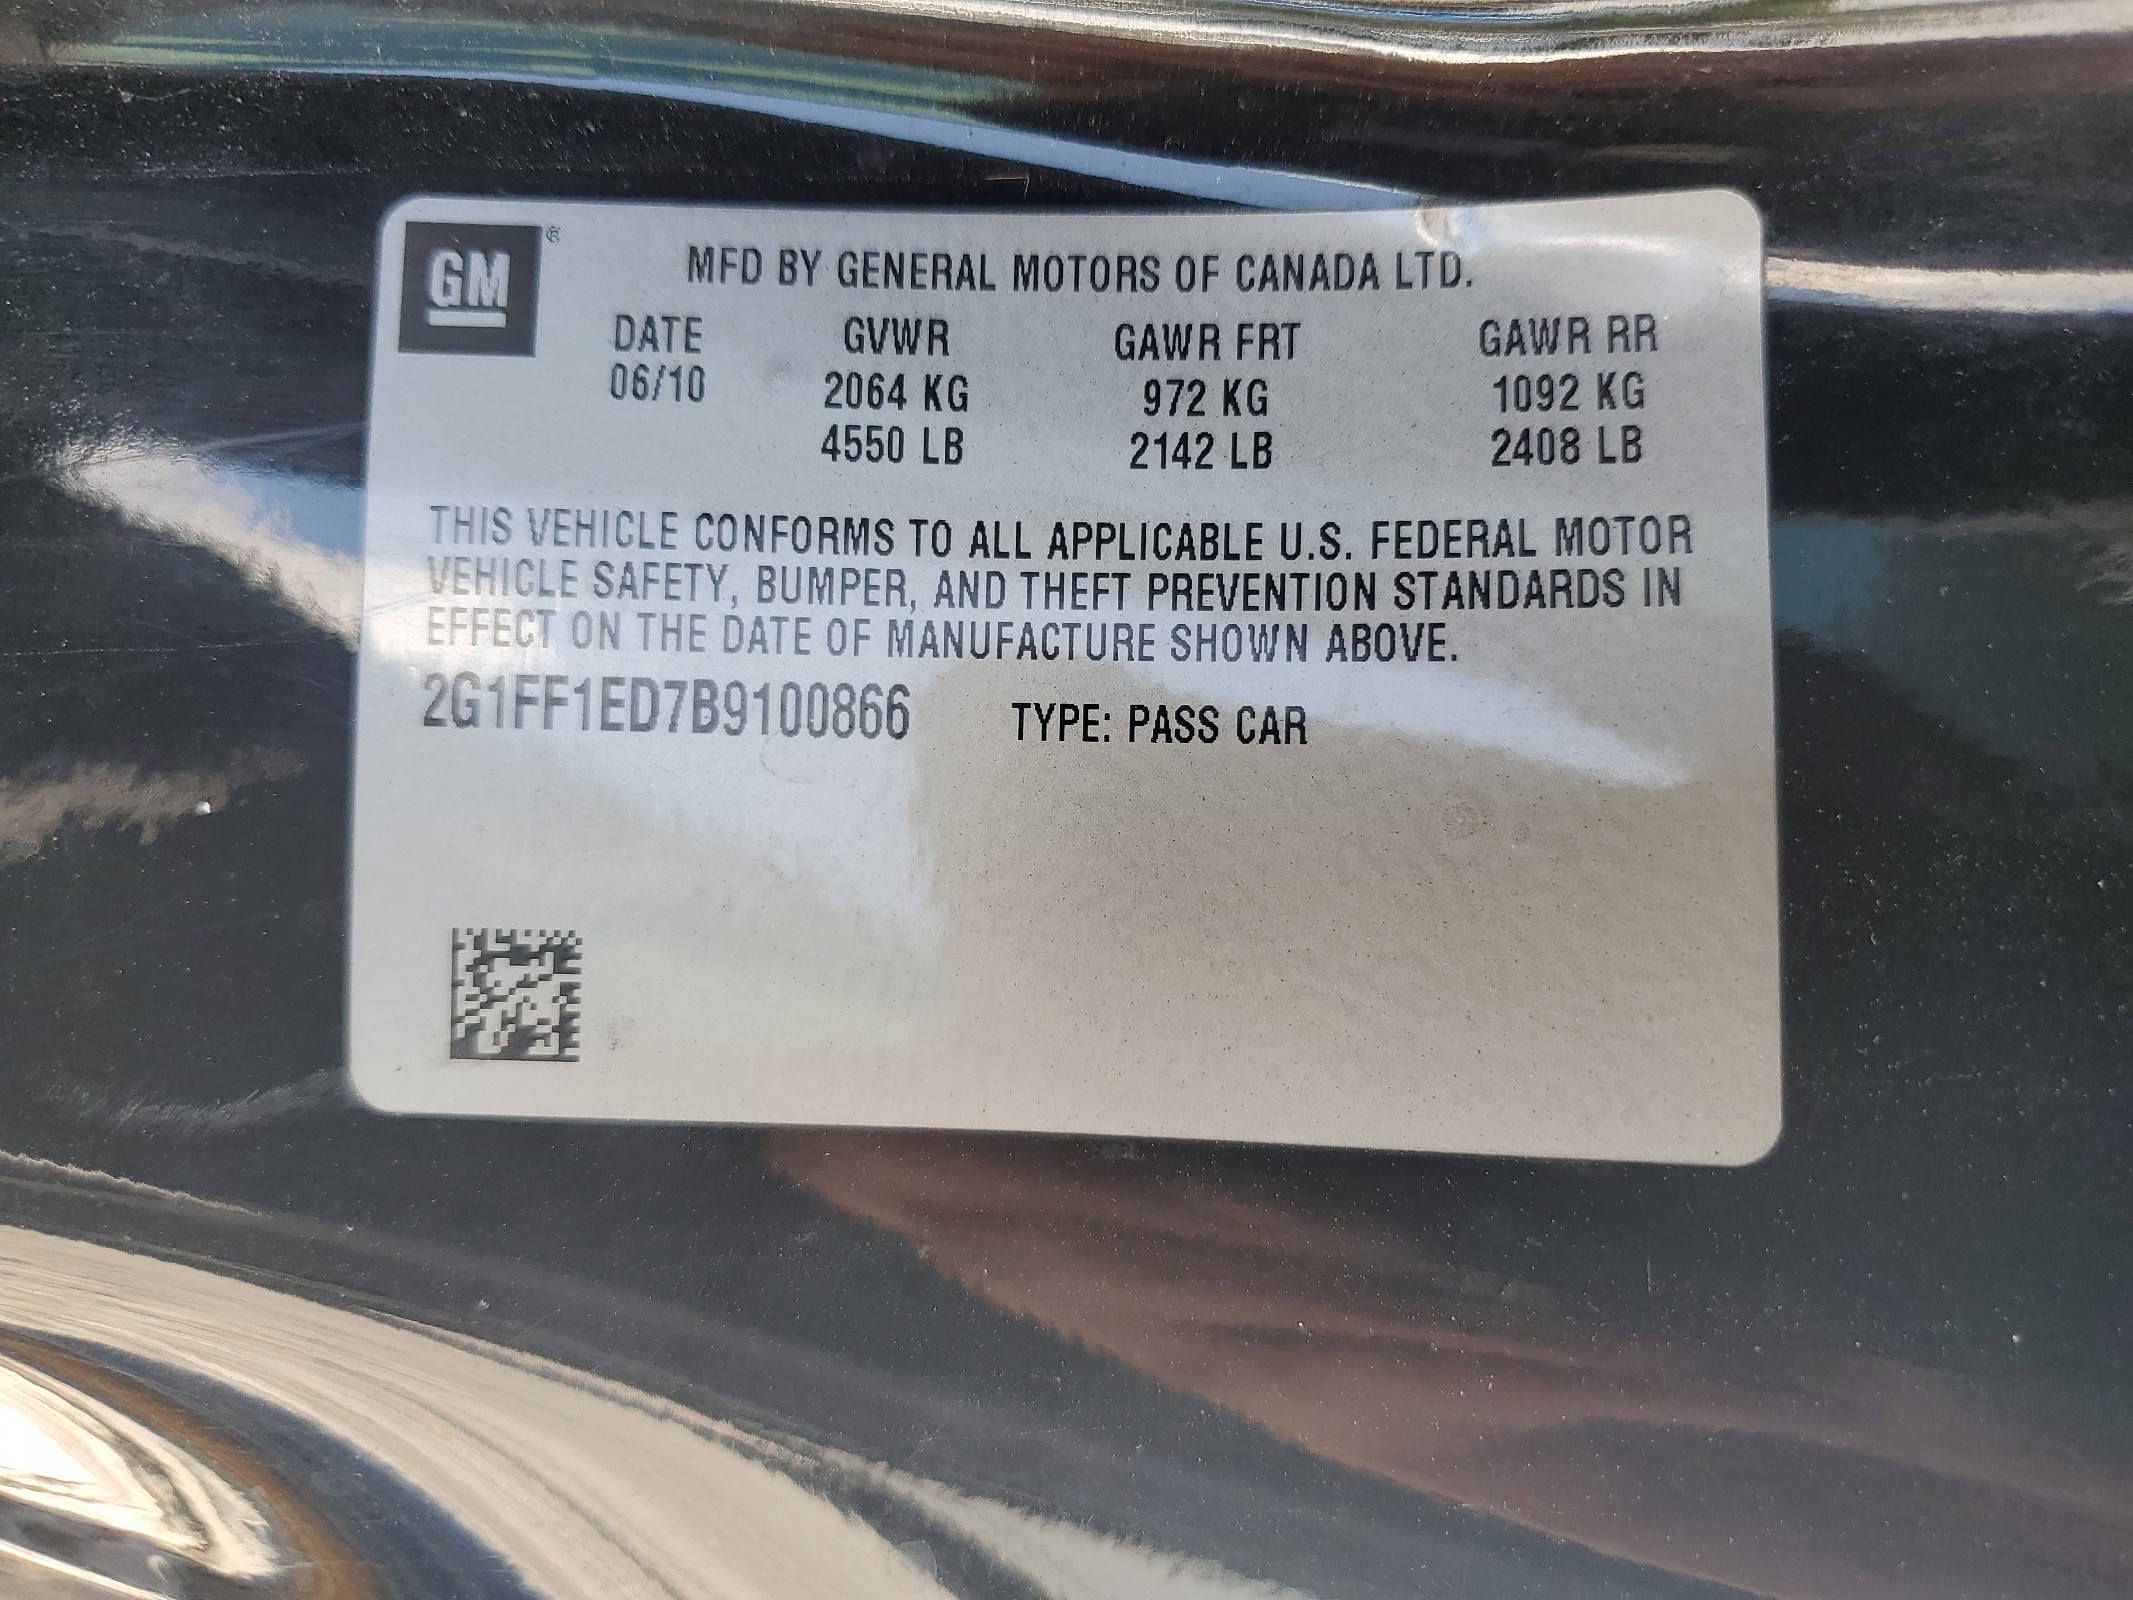 GM®
MFD BY GENERAL MOTORS OF CANADA LTD.
DATE GVWR GAWR FRT GAWR RR
06/10 2064 KG 972 KG 1092 KG
4550 LB 2142 LB 2408 LB
THIS VEHICLE CONFORMS TO ALL APPLICABLE U.S. FEDERAL MOTOR
VEHICLE SAFETY, BUMPER, AND THEFT PREVENTION STANDARDS IN
EFFECT ON THE DATE OF MANUFACTURE SHOWN ABOVE.
2G1FF1ED7B9100866 TYPE: PASS CAR